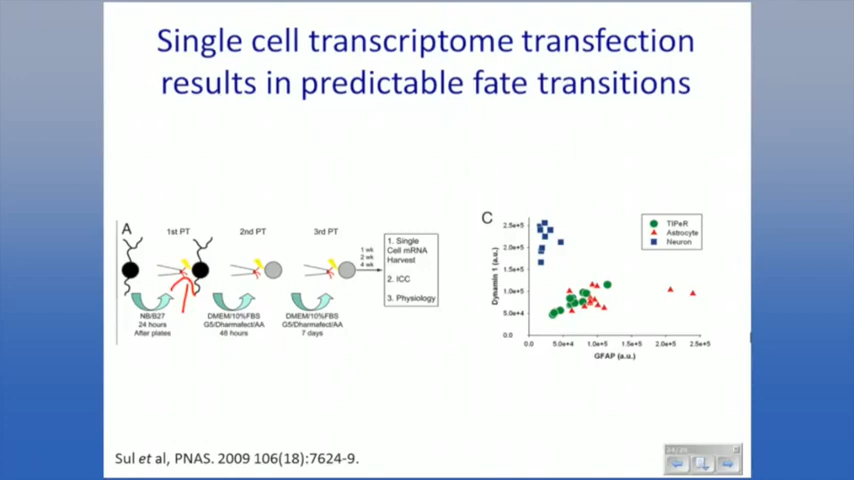 Single cell transcriptome transfection
results in predictable fate transitions
A
1st PT
2nd PT
3rd PT
1 wk
2 wk
4 wk
1. Single
Cell mRNA
Harvest
2. ICC
3. Physiology
NB/B27
24 hours
After plates
DMEM/10%FBS
G5/Dharmafect/AA
48 hours
DMEM/10%FBS
G5/Dharmafect/AA
7 days
C
TIPeR
Astrocyte
Neuron
Dynamin 1 (a.u.)
2.5e+5
2.0e+5
1.5e+5
1.0e+5
5.0e+4
0.0
0.0
5.0e+4
1.0e+5
1.5e+5
2.0e+5
2.5e+5
GFAP (a.u.)
Sul et al, PNAS. 2009 106(18):7624-9.